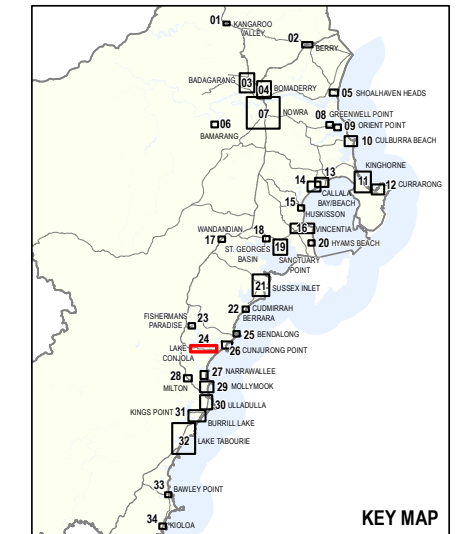 01
KANGAROO
VALLEY
02
BERRY
BADAGARANG
03
04
BOMADERRY
05
SHOALHAVEN HEADS
07
NOWRA
06
BAMARANG
08
GREENWELL POINT
09
ORIENT POINT
10
CULBURRA BEACH
KINGHORNE
11
12
CURRARONG
13
14
CALLALA
BAY/BEACH
15
HUSKISSON
16
VINCENTIA
WANDANDIAN
17
18
ST. GEORGES
BASIN
19
SANCTUARY
POINT
20
HYAMS BEACH
21
SUSSEX INLET
22
CUDMIRRAH
BERRARA
FISHERMANS
PARADISE
23
24
LAKE
CONJOLA
25
BENDALONG
26
CUNJURONG POINT
27
NARRAWALLEE
28
MILTON
29
MOLLYMOOK
30
ULLADULLA
KINGS POINT
31
BURRILL LAKE
32
LAKE TABOURIE
33
BAWLEY POINT
34
KIOLOA
KEY MAP